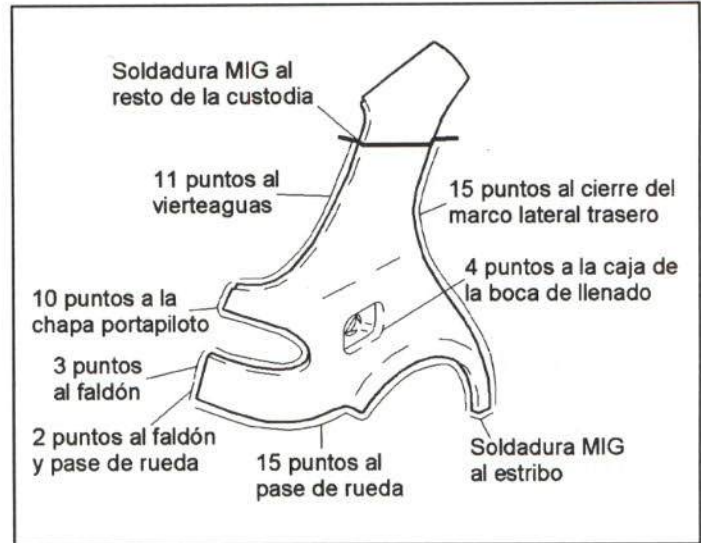 Soldadura MIG al
resto de la custodia
11 puntos al
vierteaguas
15 puntos al cierre del
marco lateral trasero
4 puntos a la caja de
la boca de llenado
10 puntos a la
chapa portapiloto
3 puntos
al faldón
2 puntos al faldón
y pase de rueda
15 puntos al
pase de rueda
Soldadura MIG
al estribo